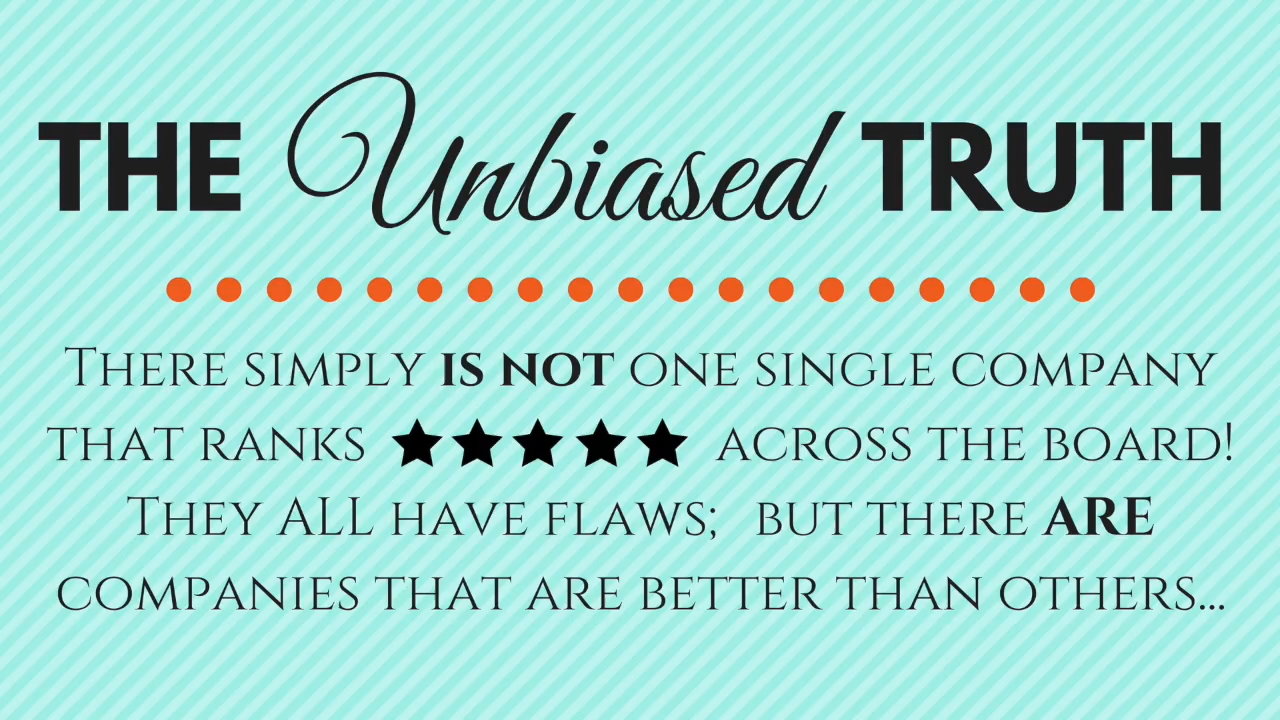 THE Unbiased TRUTH
There simply is not one single company
that ranks ★★★★★ across the board!
They ALL have flaws; but there ARE
companies that are better than others...